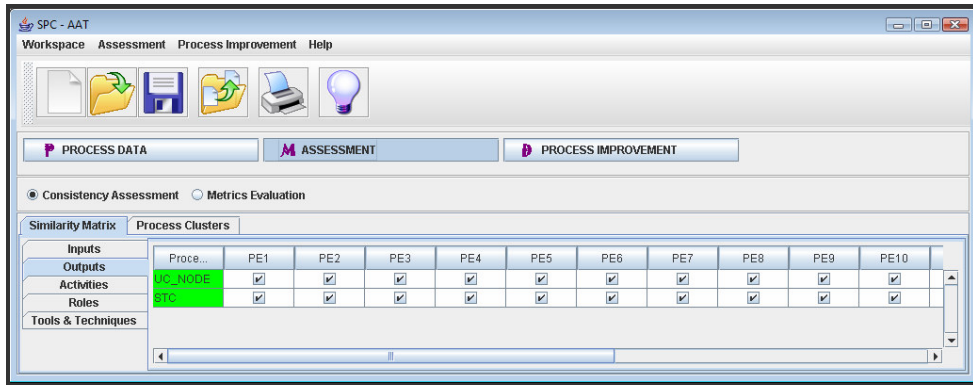 SPC - AAT
Workspace Assessment Process Improvement Help
P PROCESS DATA M ASSESSMENT PROCESS IMPROVEMENT
Consistency Assessment Metrics Evaluation
Similarity Matrix Process Clusters
Inputs
Outputs
Activities
Roles
Tools & Techniques
Proce... PE1 PE2 PE3 PE4 PE5 PE6 PE7 PE8 PE9 PE10
UC_NODE
STC